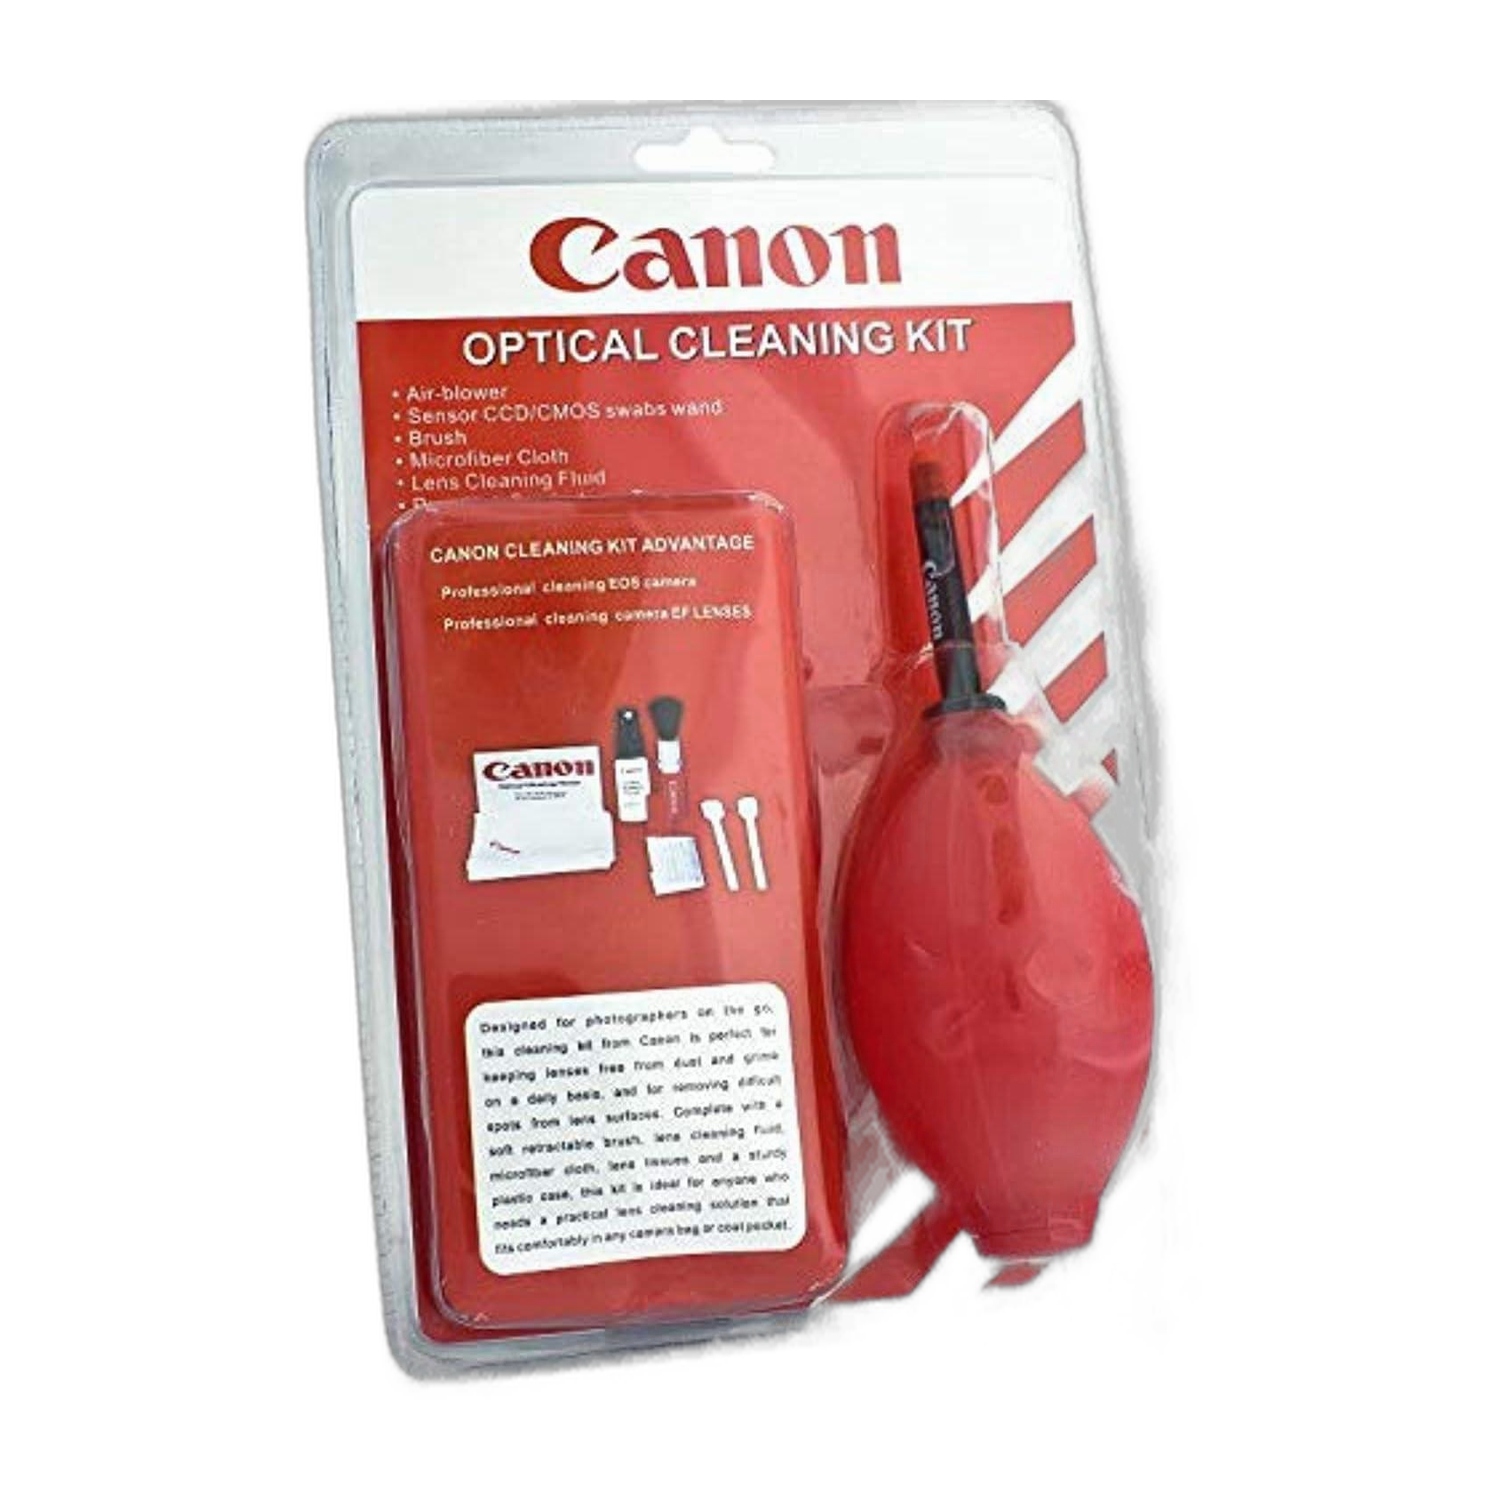 Canon
OPTICAL CLEANING KIT
• Air-blower
• Sensor CCD/CMOS swabs wand
• Brush
• Microfiber Cloth
• Lens Cleaning Fluid
CANON CLEANING KIT ADVANTAGE
Professional cleaning EOS camera
Professional cleaning camera EF LENSES
Canon
Canon
Designed for photographers on the go,
this cleaning kit from Canon is perfect for
keeping lenses free from dust and grime
on a daily basis, and for removing difficult
spots from lens surfaces. Complete with a
soft retractable brush, lens cleaning fluid,
microfiber cloth, lens tissues and a sturdy
plastic case, this kit is ideal for anyone who
needs a practical lens cleaning solution that
fits comfortably in any camera bag or coat pocket.